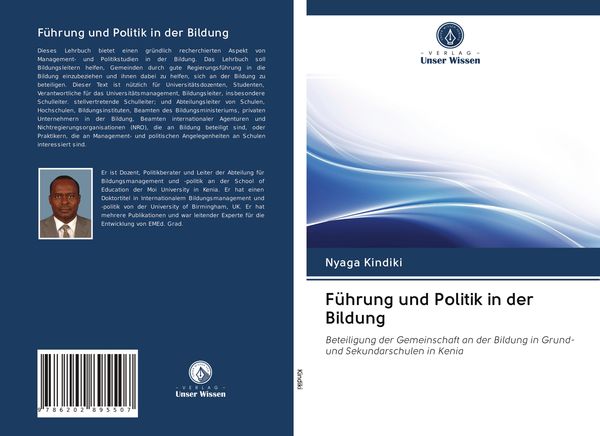 Führung und Politik in der Bildung
Dieses Lehrbuch bietet einen gründlich recherchierten Aspekt von
Management- und Politikstudien in der Bildung. Das Lehrbuch soll
Bildungsleitern helfen, Gemeinden durch gute Regierungsführung in die
Bildung einzubeziehen und ihnen dabei zu helfen, sich an der Bildung zu
beteiligen. Dieser Text ist nützlich für Universitätsdozenten, Studenten,
Verantwortliche für das Universitätsmanagement, Bildungsleiter, insbesondere
Schulleiter. stellvertretende Schulleiter; und Abteilungsleiter von Schulen,
Hochschulen, Bildungsinstituten, Beamten des Bildungsministeriums, privaten
Unternehmern in der Bildung, Beamten internationaler Agenturen und
Nichtregierungsorganisationen (NRO), die an Bildung beteiligt sind, oder
Praktikern, die an Management- und politischen Angelegenheiten an Schulen
interessiert sind.
Er ist Dozent, Politikberater und Leiter der Abteilung für
Bildungsmanagement und -politik an der School of
Education der Moi University in Kenia. Er hat einen
Doktortitel in Internationalem Bildungsmanagement und
-politik von der University of Birmingham, UK. Er hat
mehrere Publikationen und war leitender Experte für die
Entwicklung von EMEd. Grad.
9 786202 895507
VERLAG
Unser Wissen
Kindiki
VERLAG
Unser Wissen
Nyaga Kindiki
Führung und Politik in der
Bildung
Beteiligung der Gemeinschaft an der Bildung in Grund-
und Sekundarschulen in Kenia